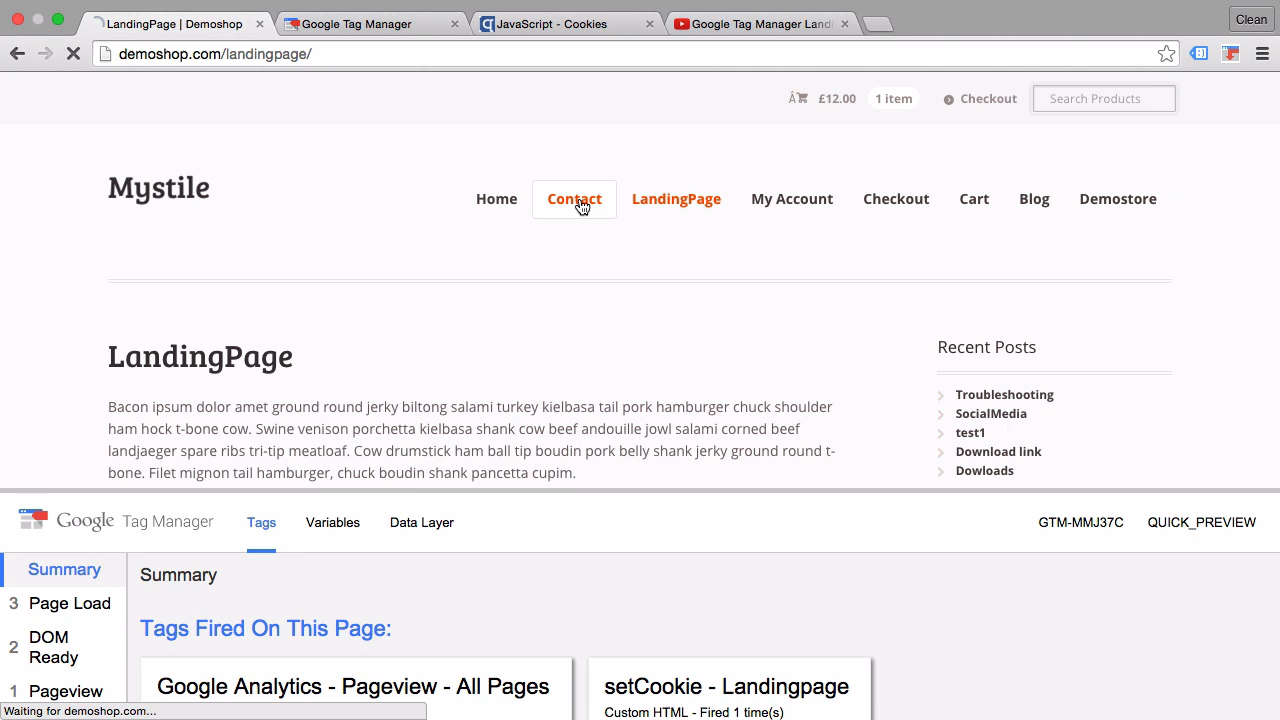 LandingPage | Demoshop
Google Tag Manager
JavaScript - Cookies
Google Tag Manager Landi
Clean
demoshop.com/landingpage/
£12.00 1 item Checkout Search Products
Mystile
Home Contact LandingPage My Account Checkout Cart Blog Demostore
LandingPage
Bacon ipsum dolor amet ground round jerky biltong salami turkey kielbasa tail pork hamburger chuck shoulder
ham hock t-bone cow. Swine venison porchetta kielbasa shank cow beef andouille jowl salami corned beef
landjaeger spare ribs tri-tip meatloaf. Cow drumstick ham ball tip boudin pork belly shank jerky ground round t-
bone. Filet mignon tail hamburger, chuck boudin shank pancetta cupim.
Recent Posts
Troubleshooting
SocialMedia
test1
Download link
Dowloads
Google Tag Manager Tags Variables Data Layer GTM-MMJ37C QUICK_PREVIEW
Summary
3 Page Load
2 DOM
Ready
1 Pageview
Summary
Tags Fired On This Page:
Google Analytics - Pageview - All Pages
setCookie - Landingpage
Custom HTML - Fired 1 time(s)
Waiting for demoshop.com...